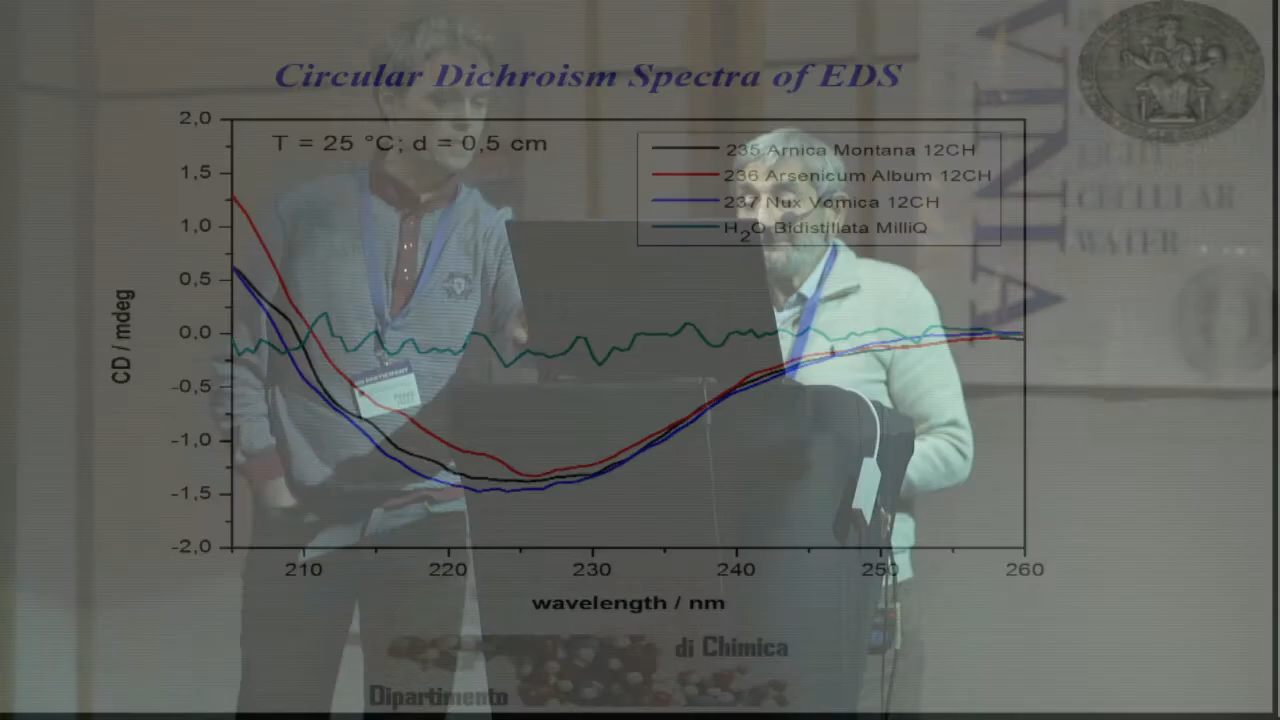 Circular Dichroism Spectra of EDS
T = 25 °C; d = 0,5 cm
235 Arnica Montana 12CH
236 Arsenicum Album 12CH
237 Nux Vomica 12CH
H2O Bidistillata MilliQ
2,0
1,5
1,0
0,5
0,0
-0,5
-1,0
-1,5
-2,0
CD / mdeg
210 220 230 240 250 260
wavelength / nm
PARTICIPANT
CELLULAR
WATER
di Chimica
Dipartimento